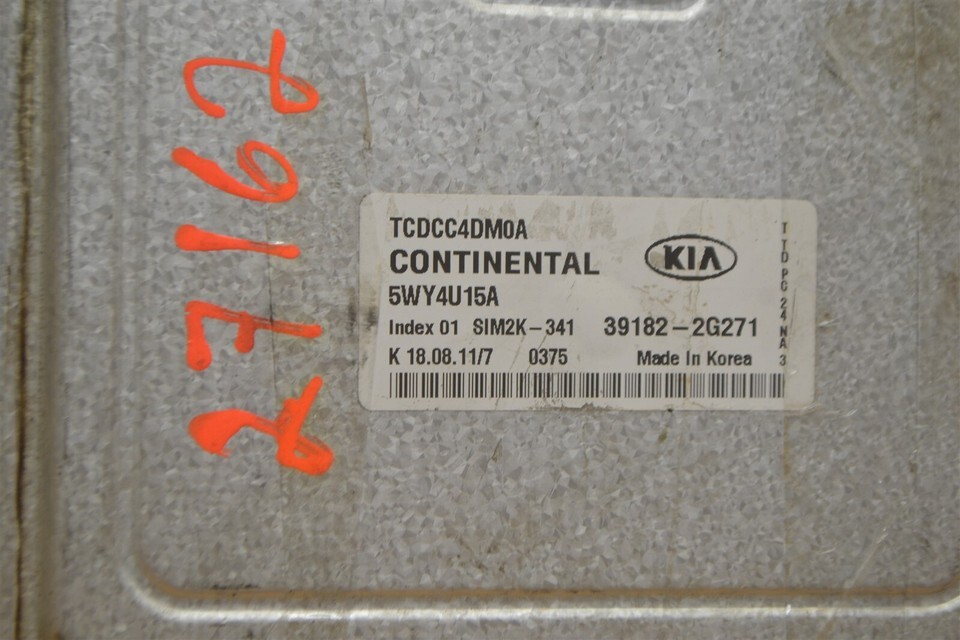 TCDCC4DM0A
CONTINENTAL
KIA
5WY4U15A
Index 01 SIM2K-341 39182-2G271
K 18.08.11/7 0375 Made In Korea
TTD PC 24 NA 3